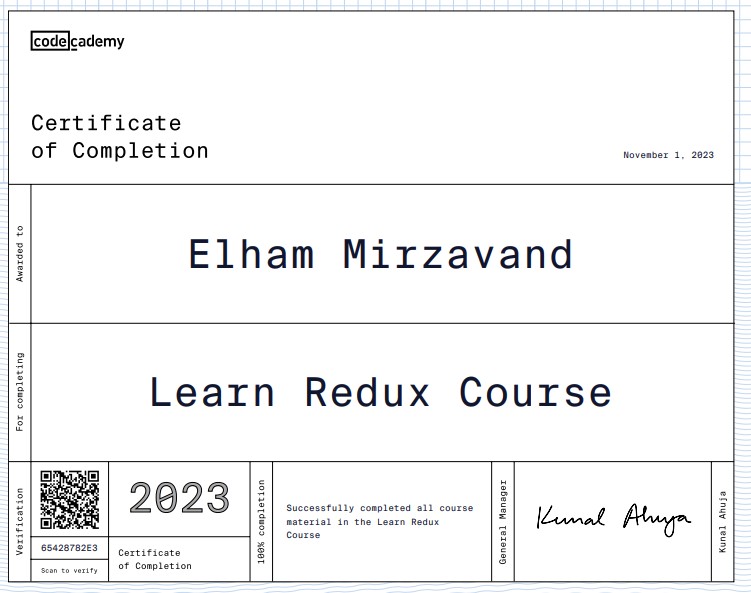 codecademy
Certificate
of Completion
November 1, 2023
Awarded to
Elham Mirzavand
For completing
Learn Redux Course
Verification
65428782E3
Scan to verify
2023
Certificate
of Completion
100% completion
Successfully completed all course
material in the Learn Redux
Course
General Manager
Kunal Ahuja
Kunal Ahuja